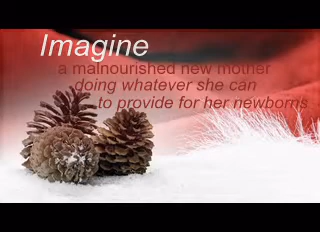 Imagine
a malnourished new mother
doing whatever she can
to provide for her newborns